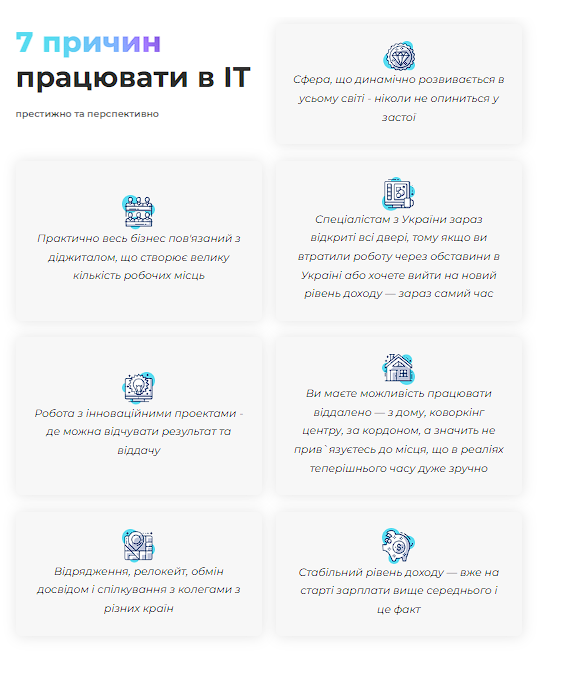 7 причин
працювати в ІТ
престижно та перспективно
Сфера, що динамічно розвивається в
усьому світі - ніколи не опиниться у
застої
Практично весь бізнес пов'язаний з
діджиталом, що створює велику
кількість робочих місць
Спеціалістам з України зараз
відкриті всі двері, тому якщо ви
втратили роботу через обставини в
Україні або хочете вийти на новий
рівень доходу — зараз самий час
Робота з інноваційними проектами -
де можна відчувати результат та
віддачу
Ви маєте можливість працювати
віддалено — з дому, коворкінг
центру, за кордоном, а значить не
прив`язуєтесь до місця, що в реаліях
теперішнього часу дуже зручно
Відрядження, релокейт, обмін
досвідом і спілкування з колегами з
різних країн
Стабільний рівень доходу — вже на
старті зарплати вище середнього і
це факт